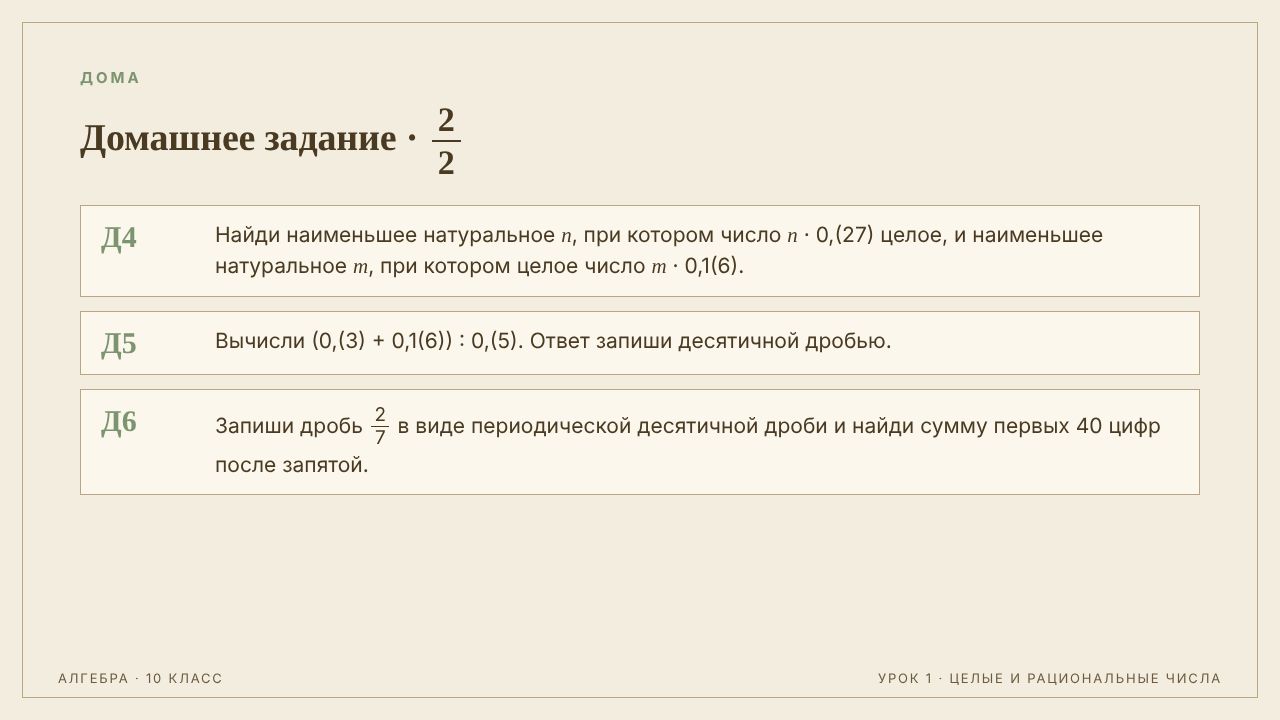 ДОМА
Домашнее задание · 2/2
Д4
Найди наименьшее натуральное n, при котором число n · 0,(27) целое, и наименьшее
натуральное m, при котором целое число m · 0,1(6).
Д5
Вычисли (0,(3) + 0,1(6)) : 0,(5). Ответ запиши десятичной дробью.
Д6
Запиши дробь 2/7 в виде периодической десятичной дроби и найди сумму первых 40 цифр
после запятой.
АЛГЕБРА · 10 КЛАСС
УРОК 1 · ЦЕЛЫЕ И РАЦИОНАЛЬНЫЕ ЧИСЛА